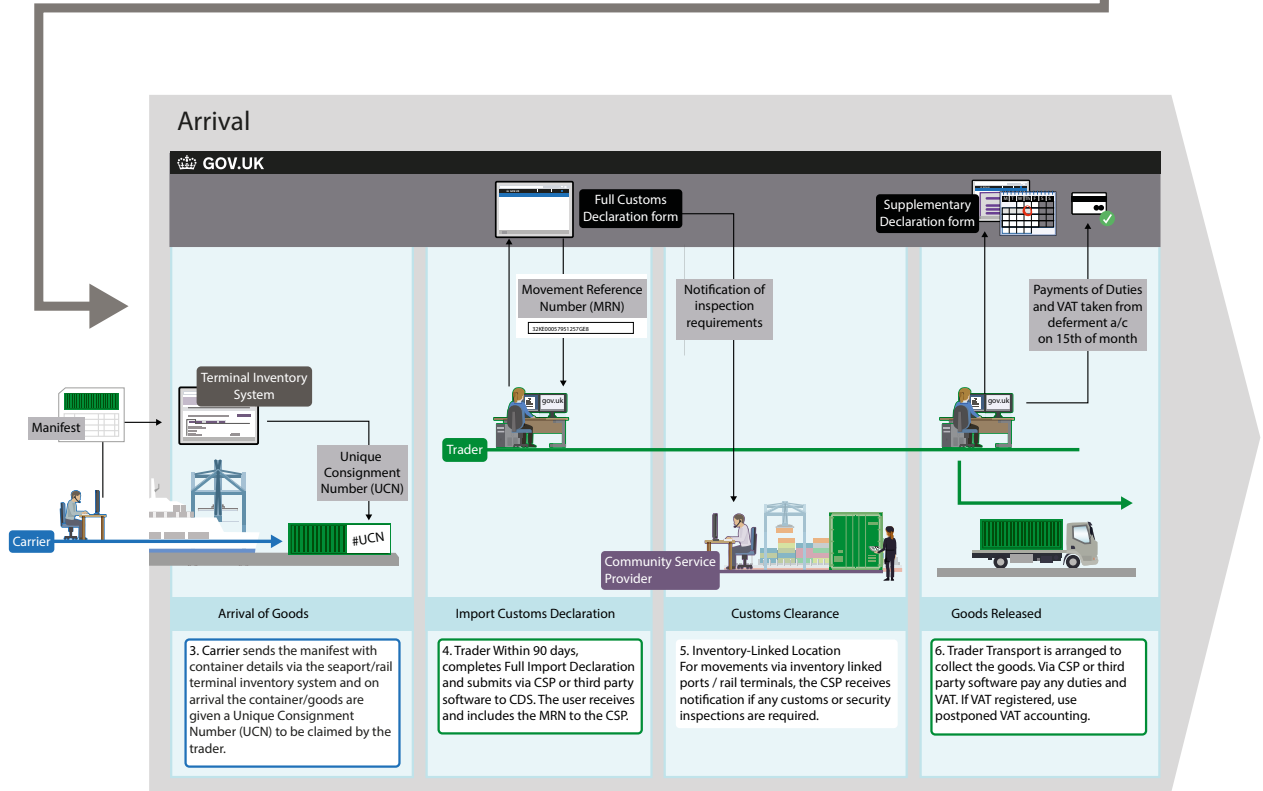 Arrival
GOV.UK
Full Customs
Declaration form
Supplementary
Declaration form
Movement Reference
Number (MRN)
32KE00057951257GE8
Notification of
inspection
requirements
Payments of Duties
and VAT taken from
deferment a/c
on 15th of month
Terminal Inventory
System
Manifest
gov.uk
gov.uk
Trader
Unique
Consignment
Number (UCN)
#UCN
Carrier
Community Service
Provider
Arrival of Goods
Import Customs Declaration
Customs Clearance
Goods Released
3. Carrier sends the manifest with
container details via the seaport/rail
terminal inventory system and on
arrival the container/goods are
given a Unique Consignment
Number (UCN) to be claimed by the
trader.
4. Trader Within 90 days,
completes Full Import Declaration
and submits via CSP or third party
software to CDS. The user receives
and includes the MRN to the CSP.
5. Inventory-Linked Location
For movements via inventory linked
ports / rail terminals, the CSP receives
notification if any customs or security
inspections are required.
6. Trader Transport is arranged to
collect the goods. Via CSP or third
party software pay any duties and
VAT. If VAT registered, use
postponed VAT accounting.